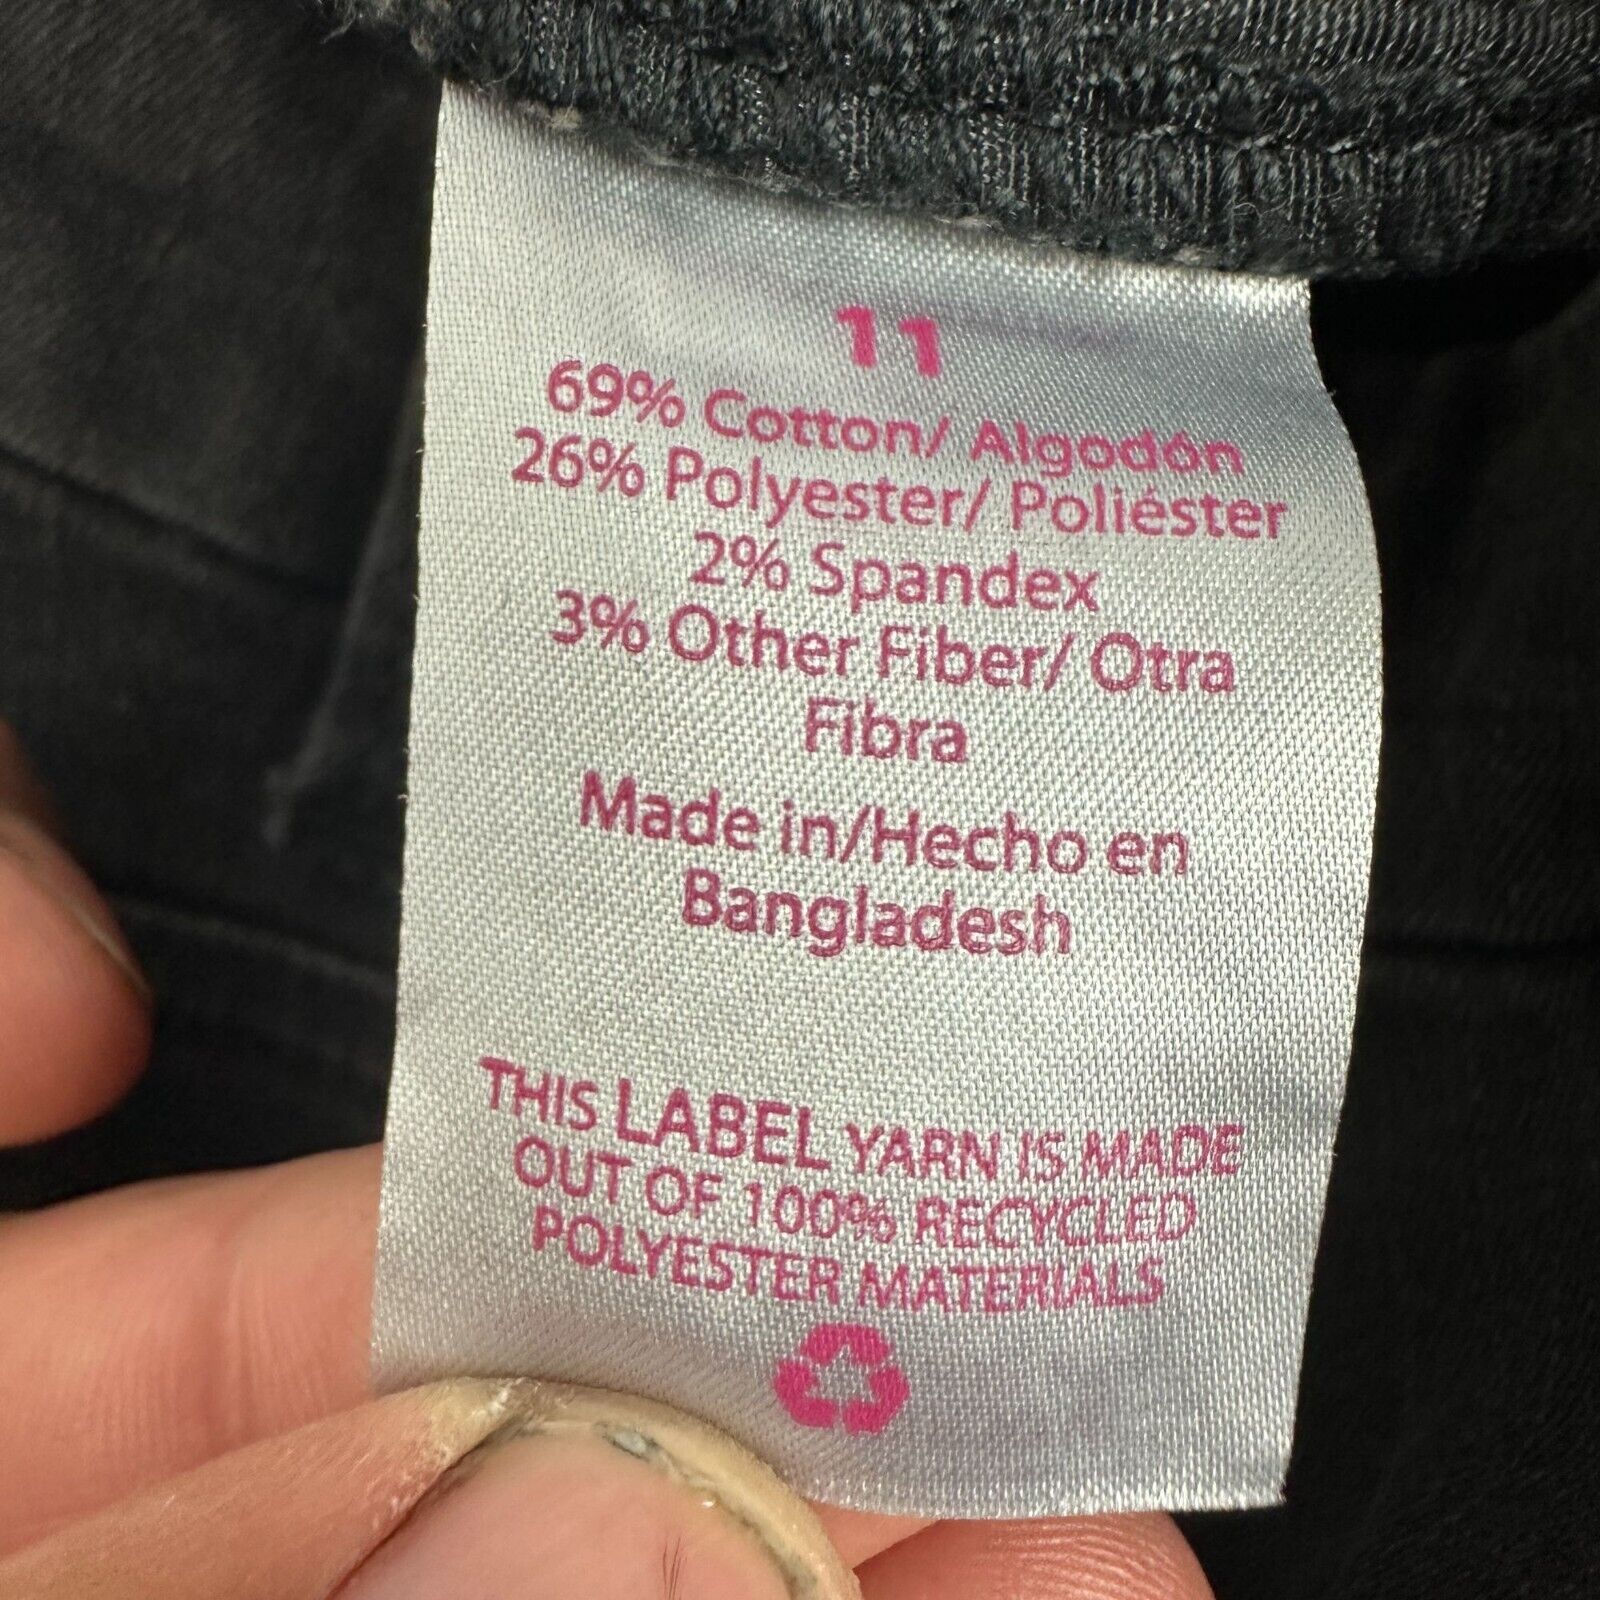 11
69% Cotton/ Algodón
26% Polyester/ Poliéster
2% Spandex
3% Other Fiber/ Otra
Fibra
Made in/Hecho en
Bangladesh
THIS LABEL YARN IS MADE
OUT OF 100% RECYCLED
POLYESTER MATERIALS